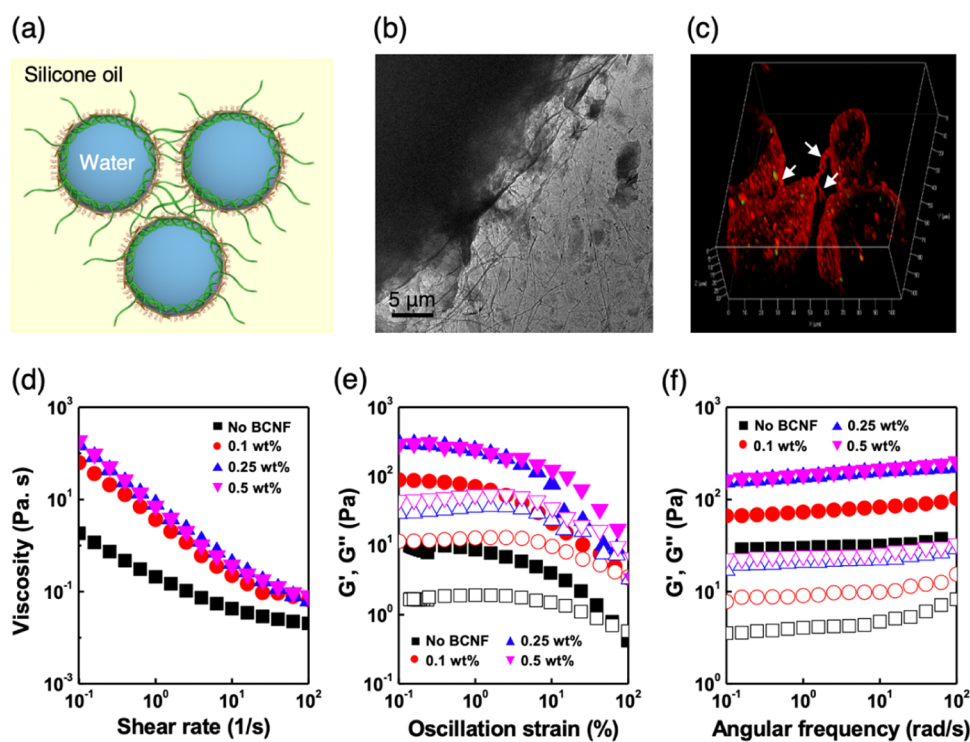 (a)
(b)
(c)
Silicone oil
Water
5 μm
(d)
(e)
(f)
Viscosity (Pa. s)
10³
10¹
10⁻¹
10⁻³
No BCNF
0.1 wt%
0.25 wt%
0.5 wt%
10⁻¹ 10⁰ 10¹ 10²
Shear rate (1/s)
G', G'' (Pa)
10³
10²
10¹
10⁰
10⁻¹
No BCNF 0.25 wt%
0.1 wt% 0.5 wt%
10⁻¹ 10⁰ 10¹ 10²
Oscillation strain (%)
G', G'' (Pa)
10³
10²
10¹
10⁰
No BCNF 0.25 wt%
0.1 wt% 0.5 wt%
10⁻¹ 10⁰ 10¹ 10²
Angular frequency (rad/s)